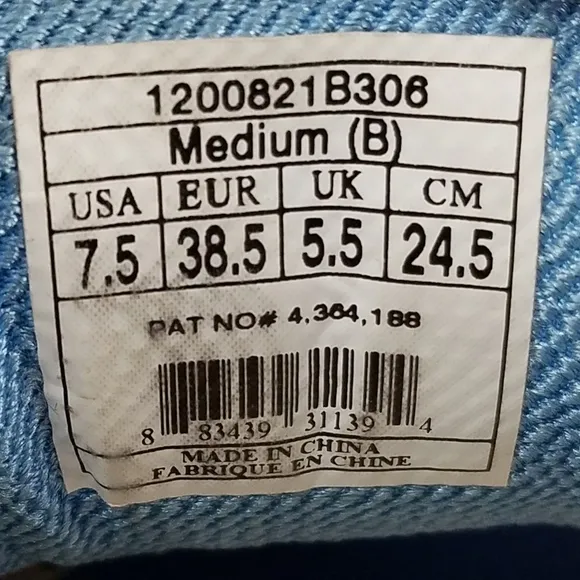 1200821B306
Medium (B)
USA EUR UK CM
7.5 38.5 5.5 24.5
PAT NO# 4,364,188
8 83439 31139 4
MADE IN CHINA
FABRIQUE EN CHINE